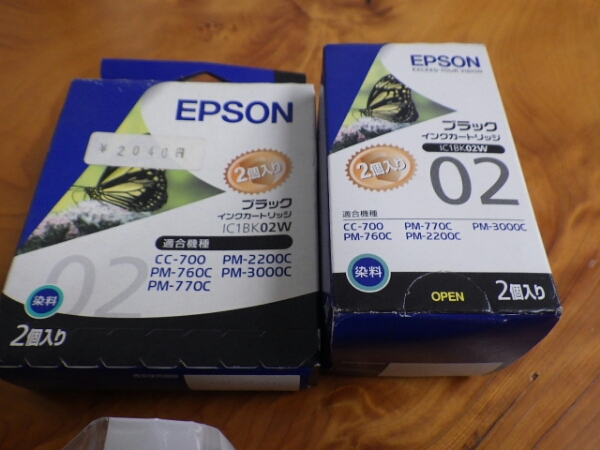 EPSON
¥2040円
2個入り
ブラック
インクカートリッジ
IC1BK02W
適合機種
CC-700 PM-2200C
PM-760C PM-3000C
PM-770C
02
染料
2個入り
EPSON
EXCEED YOUR VISION
ブラック
インクカートリッジ
IC1BK02W
2個入り
02
適合機種
CC-700 PM-770C PM-3000C
PM-760C PM-2200C
染料
OPEN
2個入り